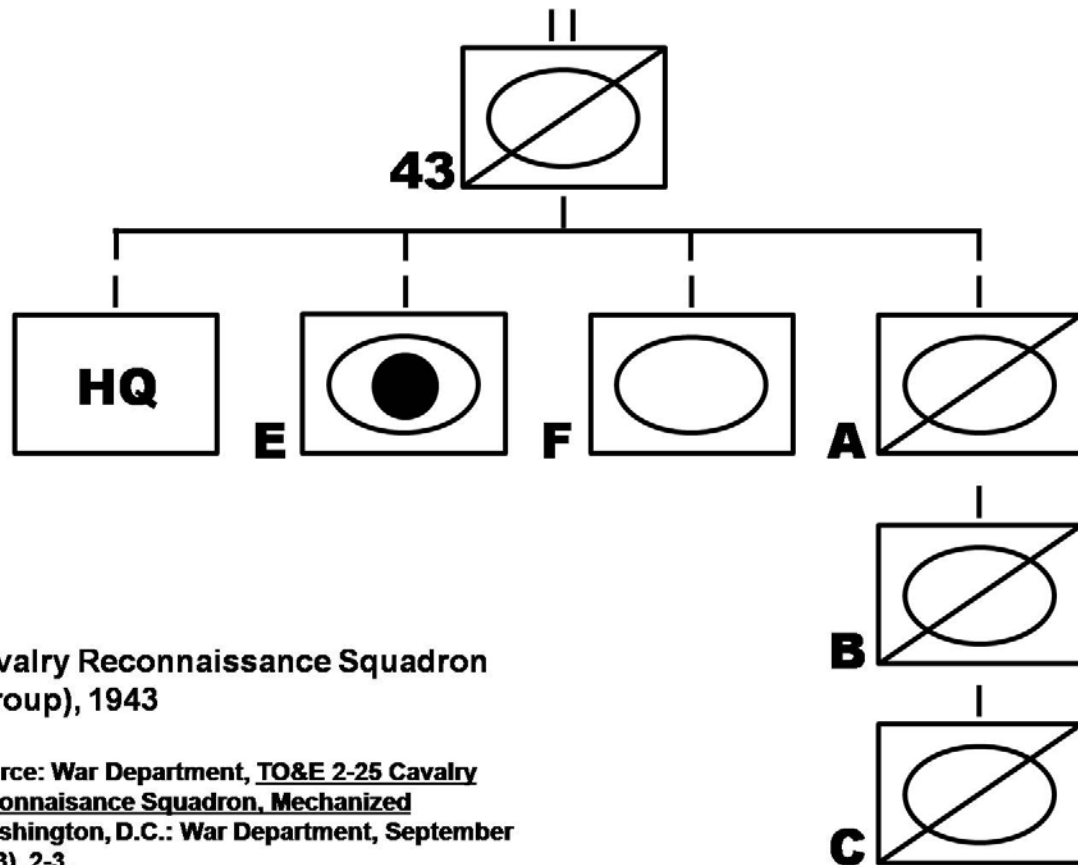 43
HQ
E
F
A
B
C
valry Reconnaissance Squadron
roup), 1943
rce: War Department, TO&E 2-25 Cavalry
onnaisance Squadron, Mechanized
shington, D.C.: War Department, September
3), 2-3